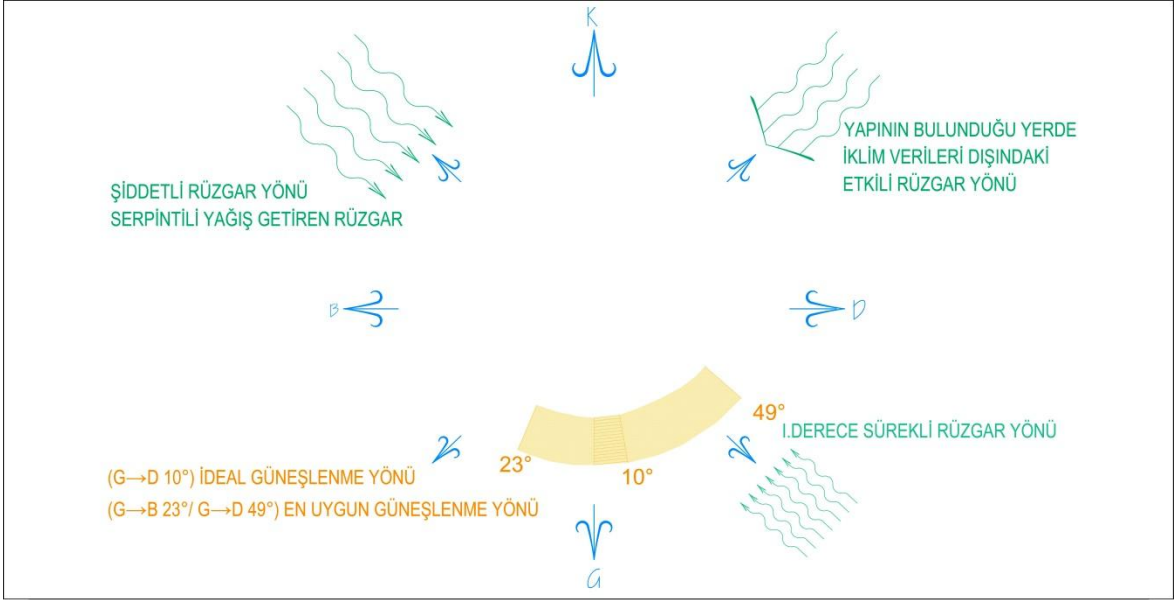 K
YAPININ BULUNDUĞU YERDE
İKLİM VERİLERİ DIŞINDAKİ
ETKİLİ RÜZGAR YÖNÜ
ŞİDDETLİ RÜZGAR YÖNÜ
SERPİNTİLİ YAĞIŞ GETİREN RÜZGAR
B
D
49°
I.DERECE SÜREKLİ RÜZGAR YÖNÜ
23°
10°
(G→D 10°) İDEAL GÜNEŞLENME YÖNÜ
(G→B 23°/ G→D 49°) EN UYGUN GÜNEŞLENME YÖNÜ
G